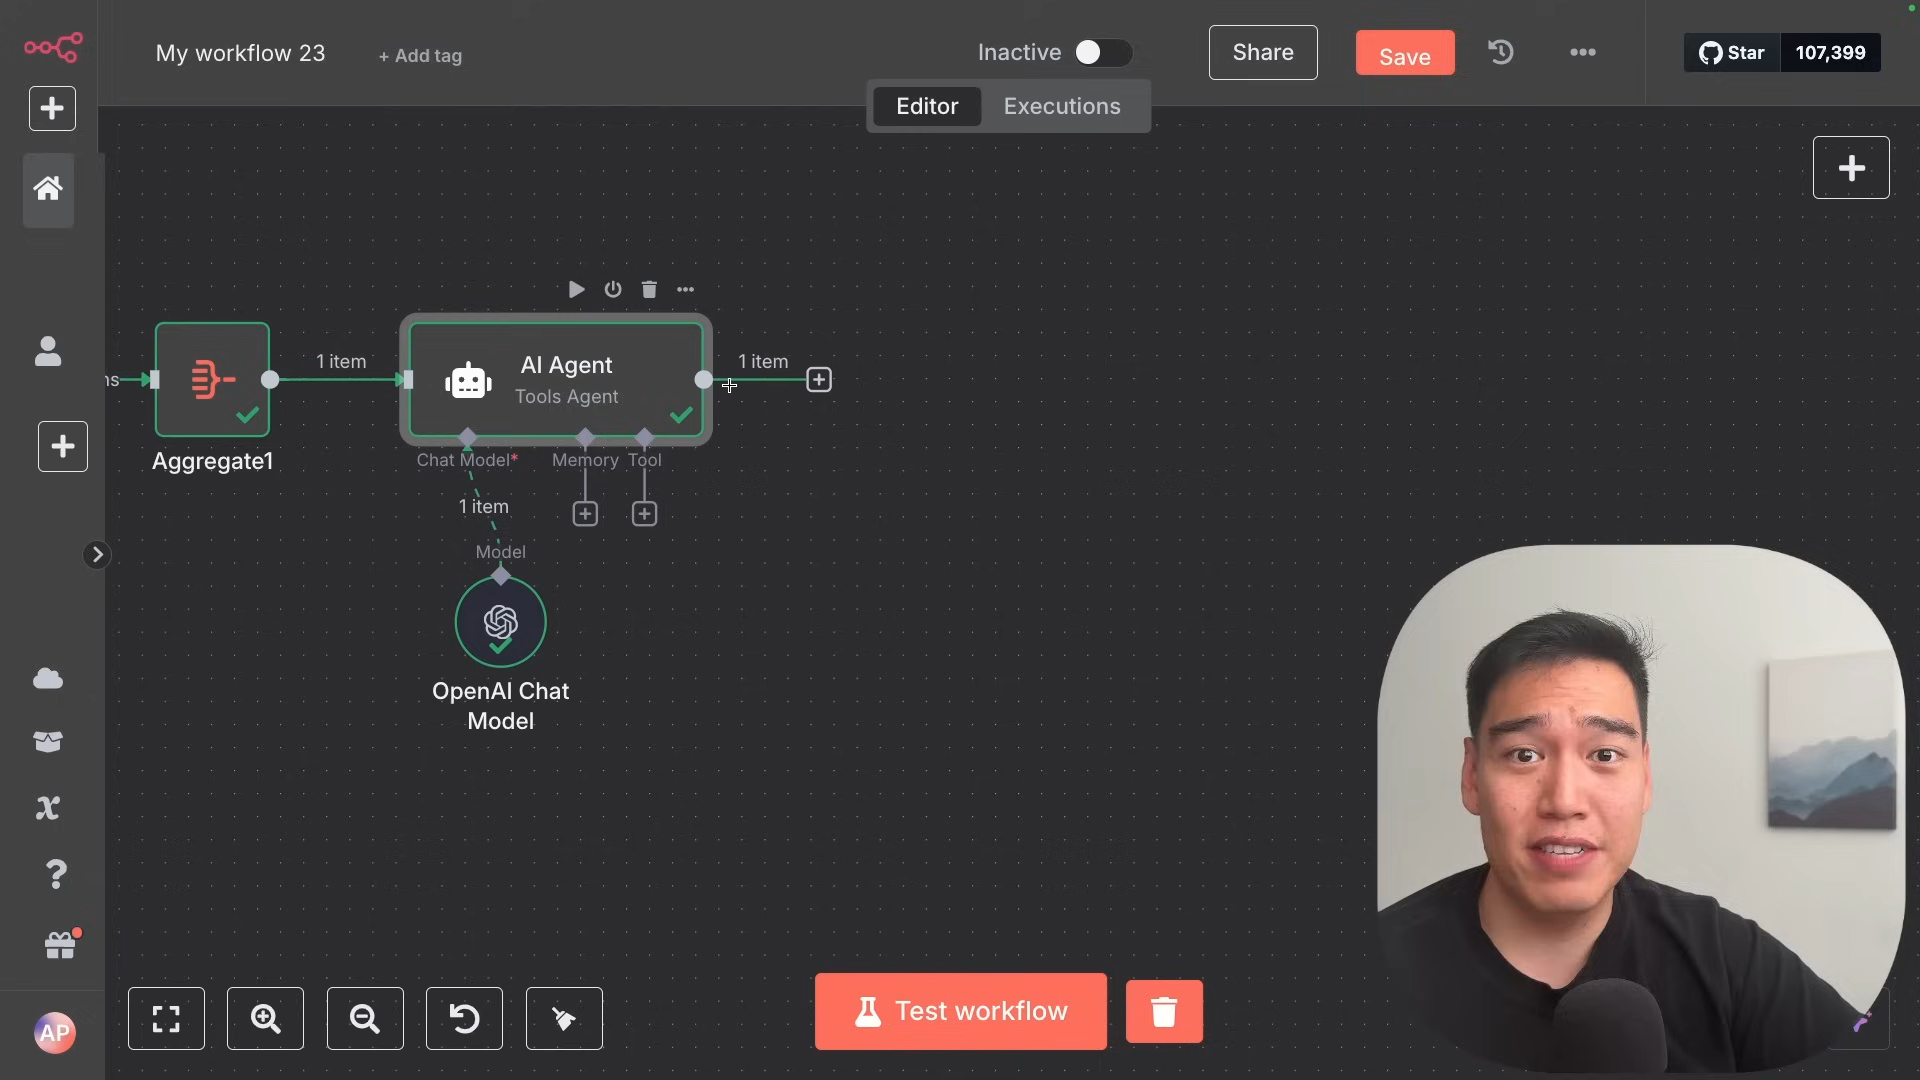 My workflow 23
+ Add tag
Inactive
Share
Save
Star
107,399
Editor
Executions
1 item
AI Agent
Tools Agent
1 item
ns
Aggregate1
Chat Model*
Memory
Tool
1 item
Model
OpenAI Chat
Model
Test workflow
AP